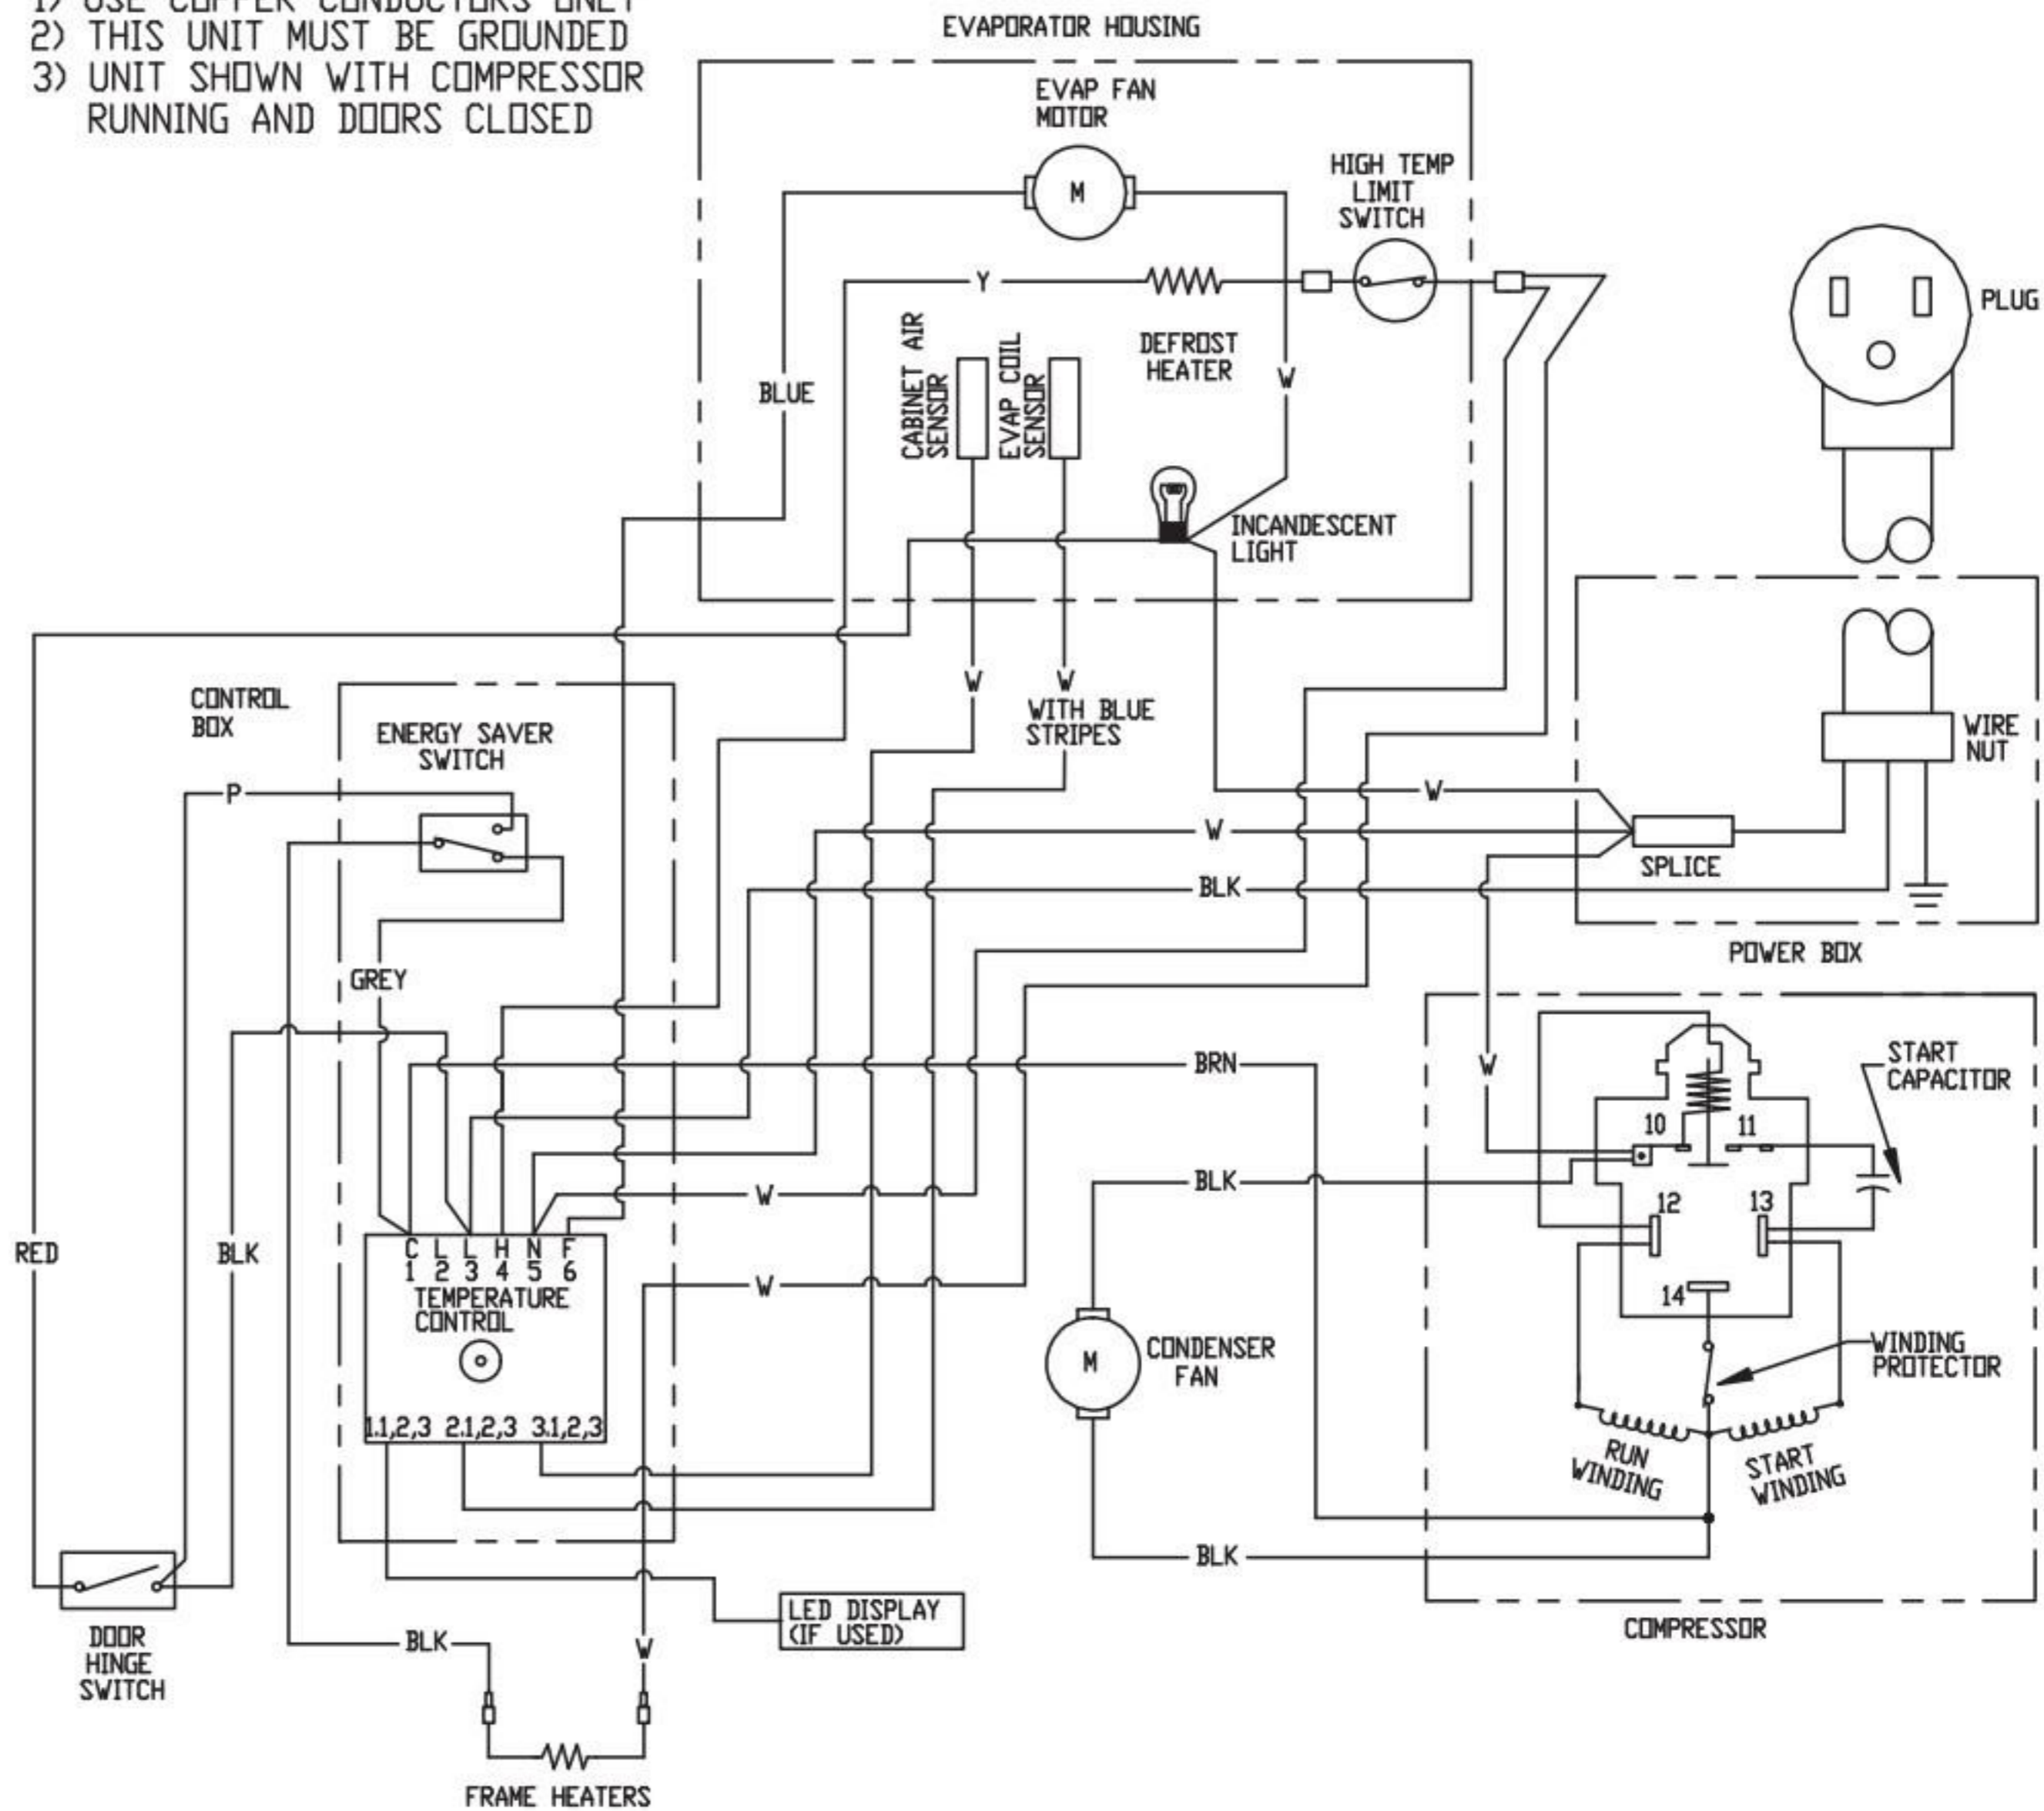 1) USE COPPER CONDUCTORS ONLY
2) THIS UNIT MUST BE GROUNDED
3) UNIT SHOWN WITH COMPRESSOR
RUNNING AND DOORS CLOSED
EVAPORATOR HOUSING
EVAP FAN
MOTOR
M
HIGH TEMP
LIMIT
SWITCH
Y
DEFROST
HEATER
W
BLUE
CABINET AIR
SENSOR
EVAP COIL
SENSOR
INCANDESCENT
LIGHT
PLUG
CONTROL
BOX
ENERGY SAVER
SWITCH
W
W
WITH BLUE
STRIPES
WIRE
NUT
P
W
W
SPLICE
BLK
POWER BOX
GREY
BRN
W
START
CAPACITOR
10
11
BLK
12
13
W
RED
BLK
C L L H N F
1 2 3 4 5 6
TEMPERATURE
CONTROL
W
14
M
CONDENSER
FAN
WINDING
PROTECTOR
1.1,2,3 2.1,2,3 3.1,2,3
RUN
WINDING
START
WINDING
BLK
LED DISPLAY
(IF USED)
COMPRESSOR
DOOR
HINGE
SWITCH
BLK
W
FRAME HEATERS